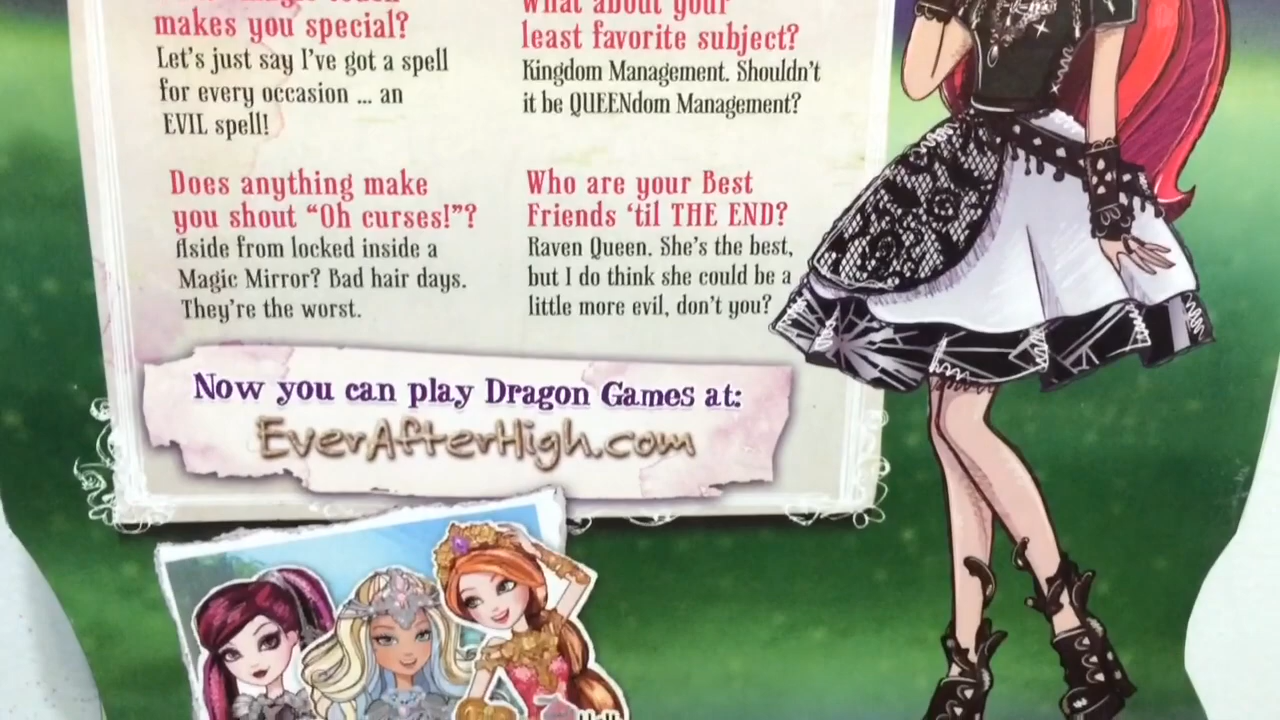 makes you special?
Let's just say I've got a spell
for every occasion ... an
EVIL spell!
Does anything make
you shout "Oh curses!"?
Aside from locked inside a
Magic Mirror? Bad hair days.
They're the worst.
What about your
least favorite subject?
Kingdom Management. Shouldn't
it be QUEENdom Management?
Who are your Best
Friends 'til THE END?
Raven Queen. She's the best,
but I do think she could be a
little more evil, don't you?
Now you can play Dragon Games at:
EverAfterHigh.com